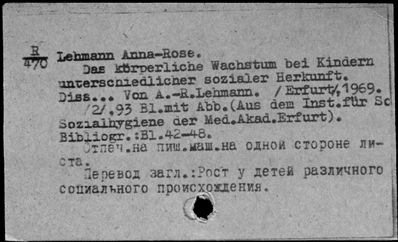 R
470
Lehmann Anna-Rose.
Das körperliche Wachstum bei Kindern
unterschiedlicher sozialer Herkunft.
Diss... Von A.-R.Lehmann. /Erfurt/,1969.
/2/,93 Bl.mit Abb.(Aus dem Inst.für Soc
Sozialhygiene der Med.Akad.Erfurt).
Bibliogr.:Bl.42-48.
Отпеч.на пиш.маш.на одной стороне ли-
ста.
Перевод загл.:Рост у детей различного
социального происхождения.